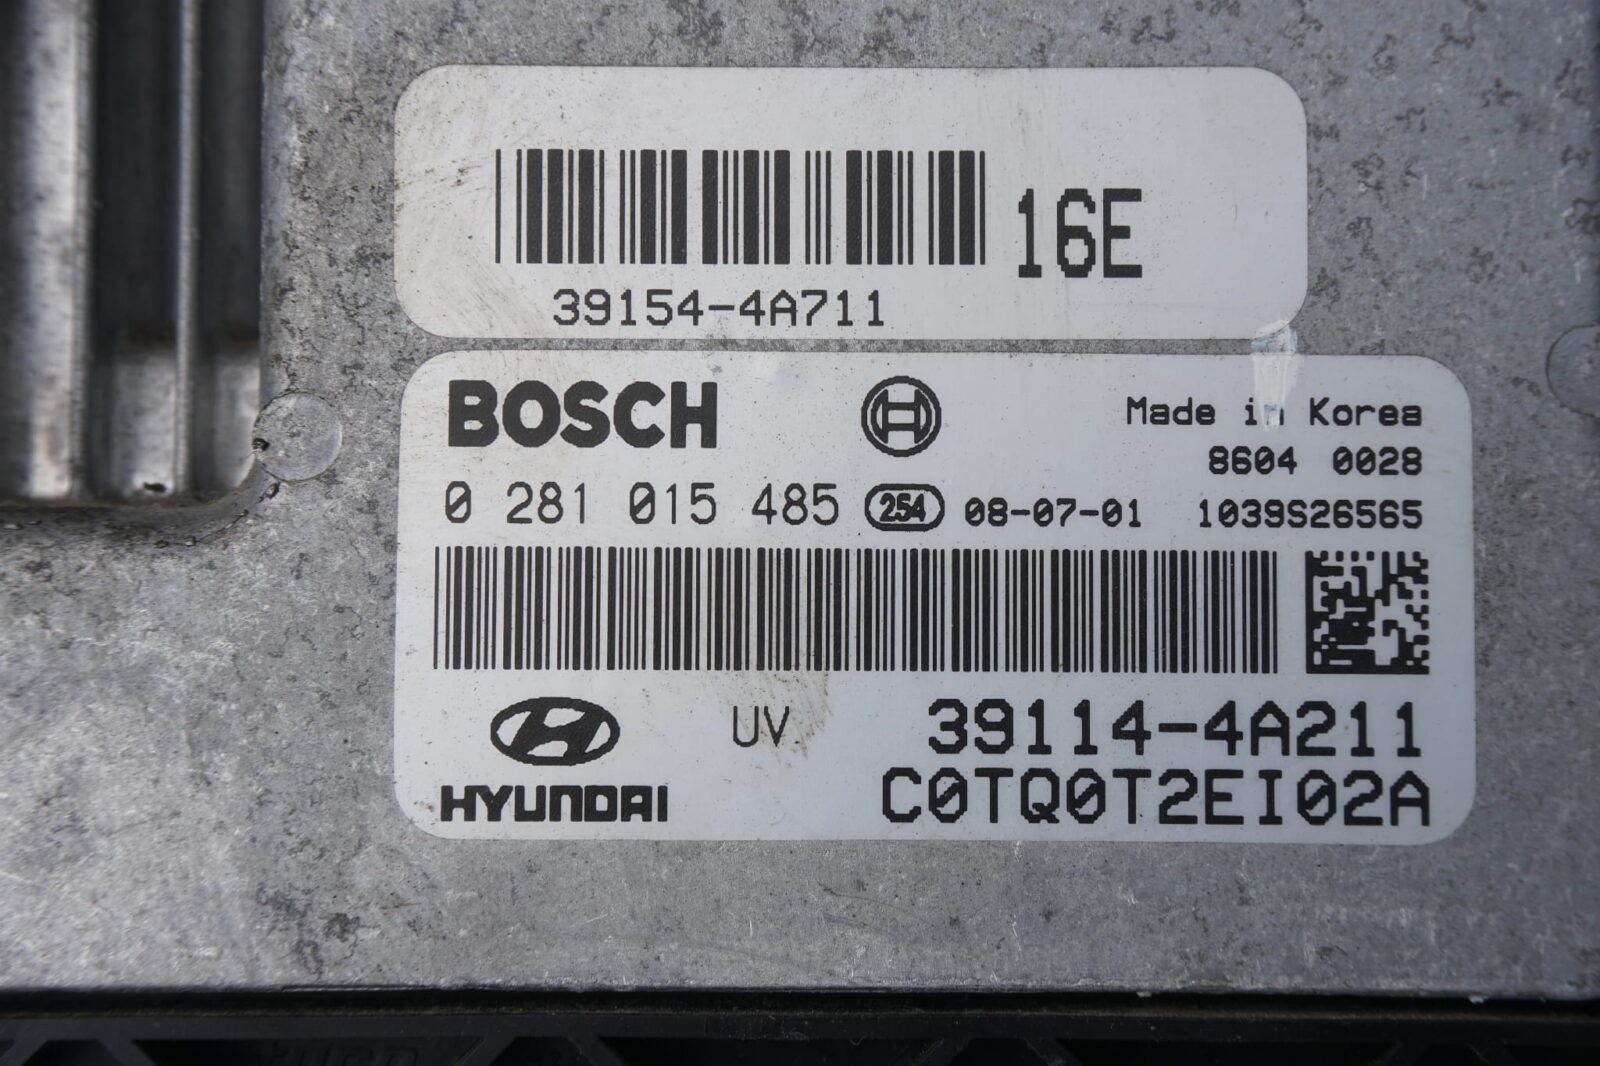 16E
39154-4A711
BOSCH
Made in Korea
8604 0028
0 281 015 485 254 08-07-01 1039S26565
UV 39114-4A211
HYUNDAI C0TQ0T2EI02A